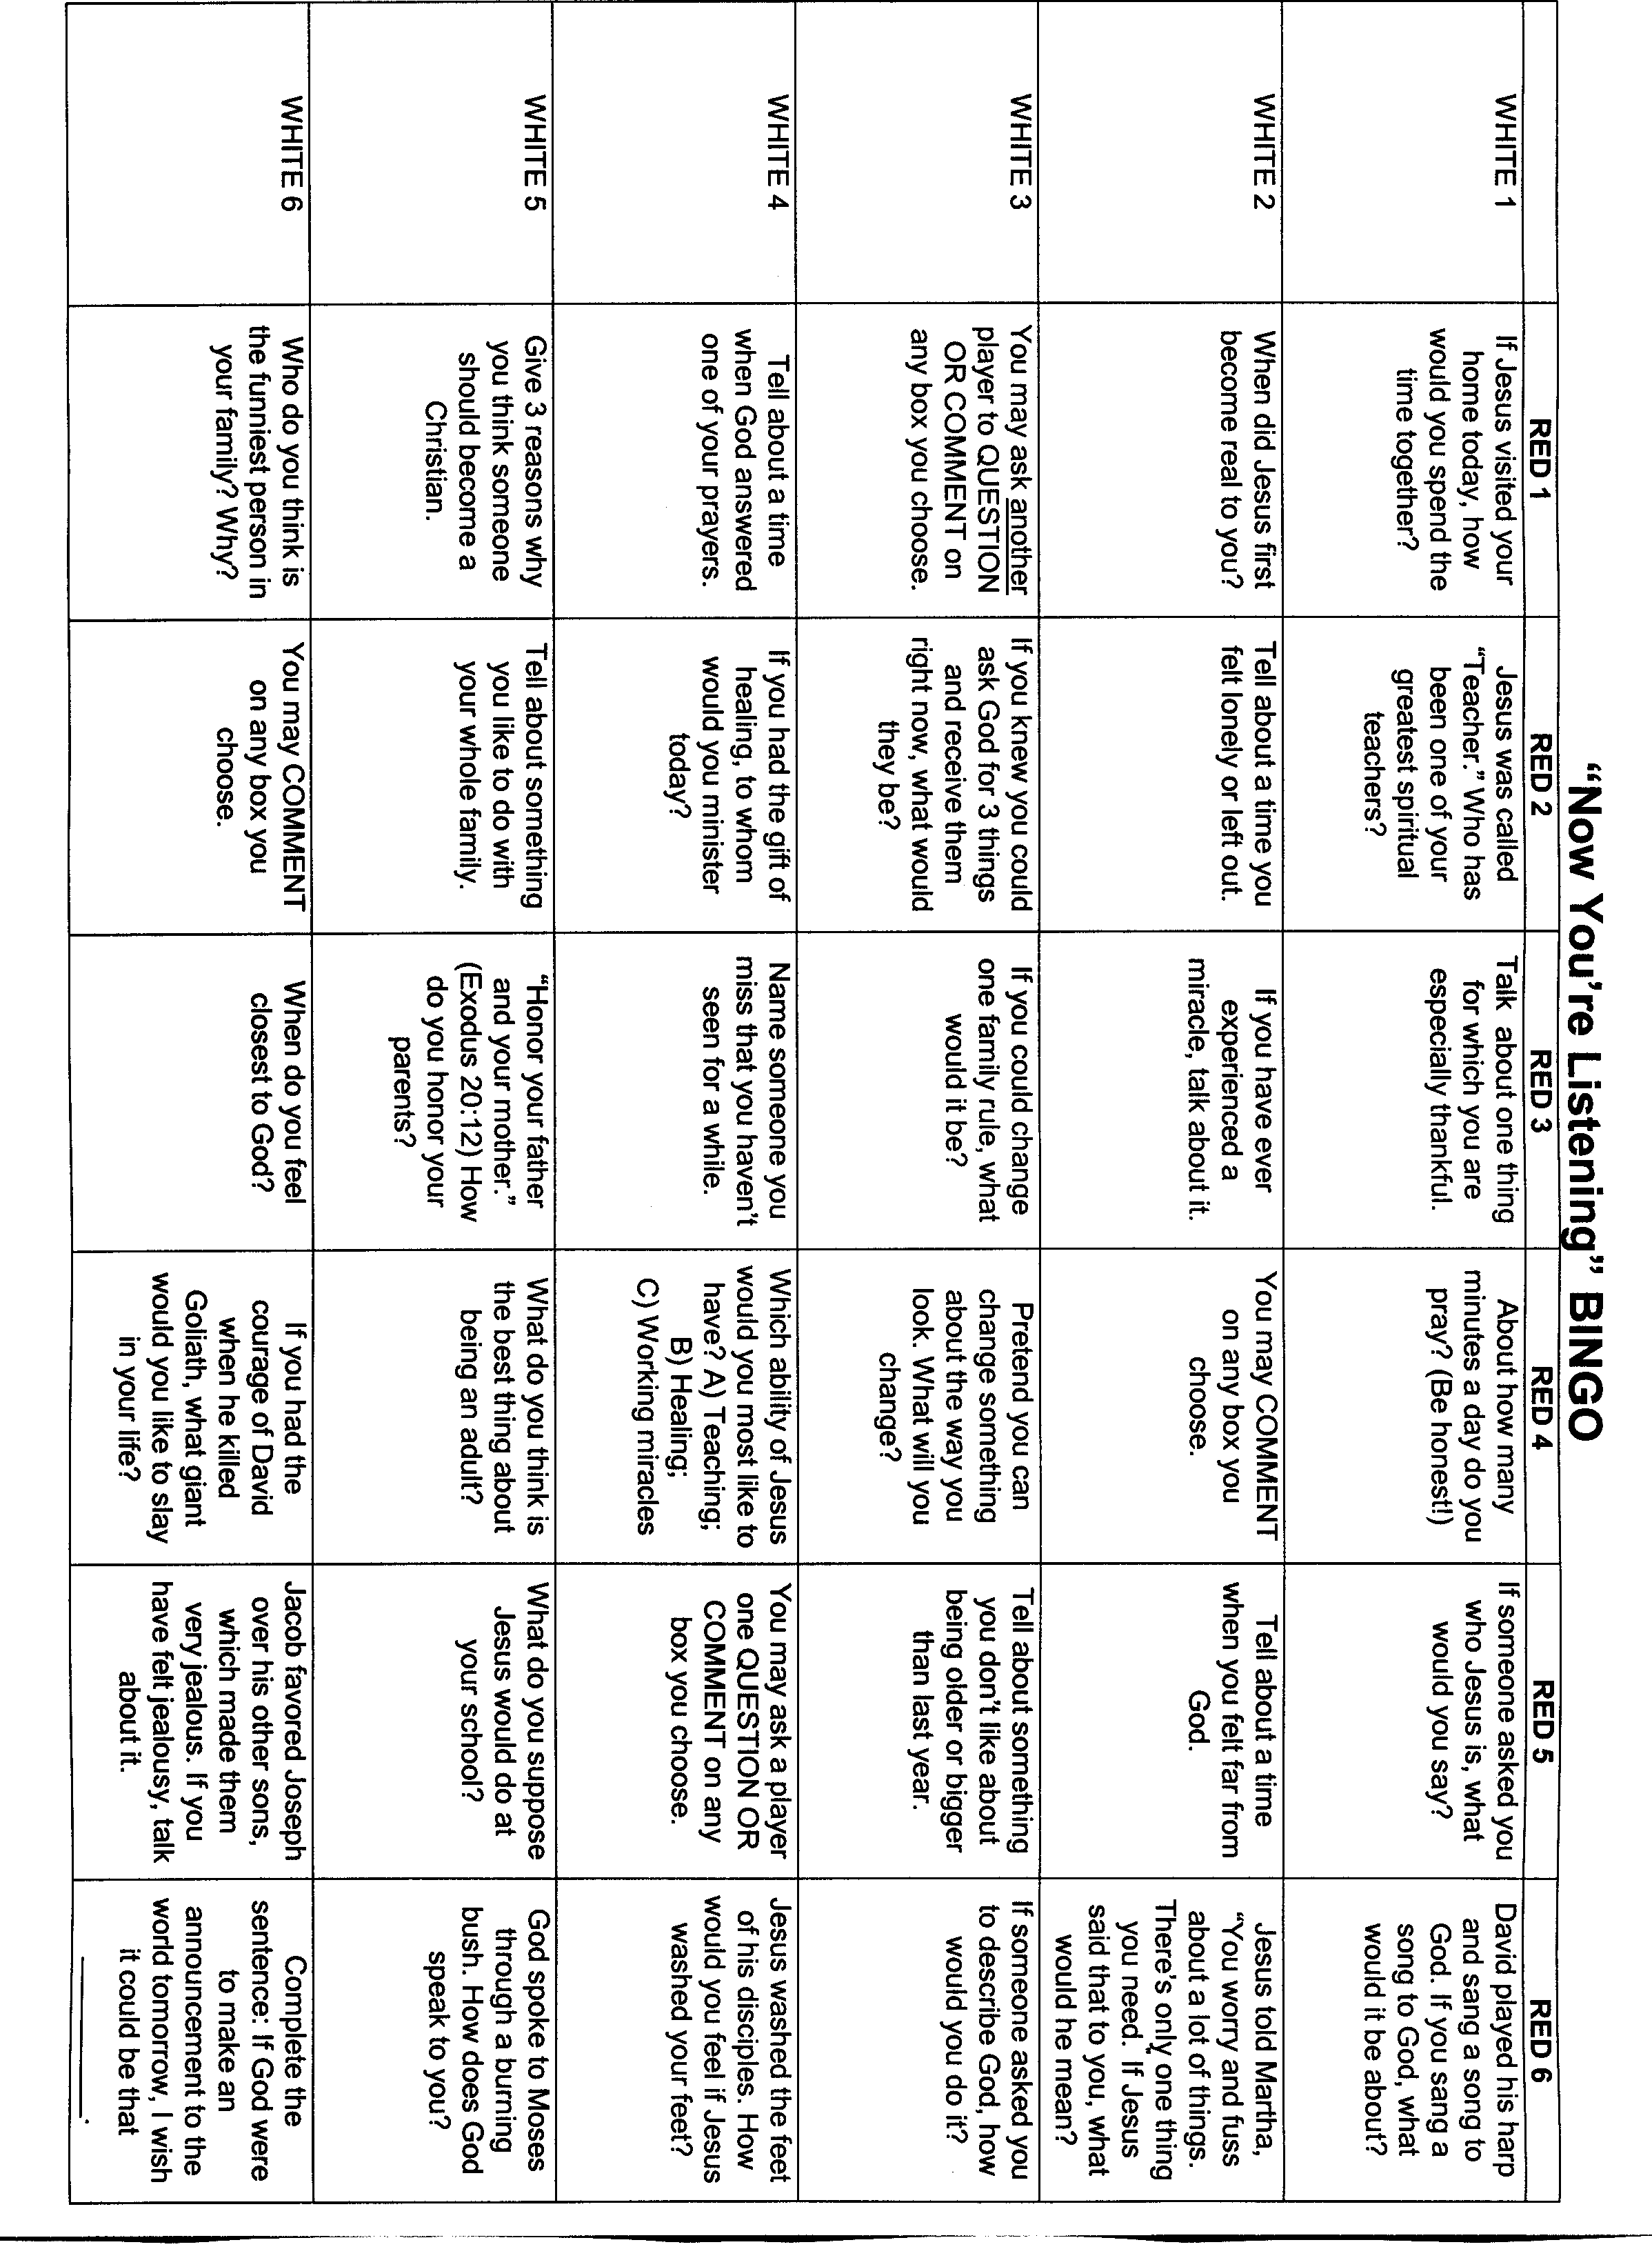 "Now You're Listening" BINGO
RED 1
RED 2
RED 3
RED 4
RED 5
RED 6
WHITE 1
If Jesus visited your
home today, how
would you spend the
time together?
Jesus was called
"Teacher." Who has
been one of your
greatest spiritual
teachers?
Talk about one thing
for which you are
especially thankful.
About how many
minutes a day do you
pray? (Be honest!)
If someone asked you
who Jesus is, what
would you say?
David played his harp
and sang a song to
God. If you sang a
song to God, what
would it be about?
WHITE 2
When did Jesus first
become real to you?
Tell about a time you
felt lonely or left out.
If you have ever
experienced a
miracle, talk about it.
You may COMMENT
on any box you
choose.
Tell about a time
when you felt far from
God.
Jesus told Martha,
"You worry and fuss
about a lot of things.
There's only one thing
you need. If Jesus
said that to you, what
would he mean?
WHITE 3
You may ask another
player to QUESTION
OR COMMENT on
any box you choose.
If you knew you could
ask God for 3 things
and receive them
right now, what would
they be?
If you could change
one family rule, what
would it be?
Pretend you can
change something
about the way you
look. What will you
change?
Tell about something
you don't like about
being older or bigger
than last year.
If someone asked you
to describe God, how
would you do it?
WHITE 4
Tell about a time
when God answered
one of your prayers.
If you had the gift of
healing, to whom
would you minister
today?
Name someone you
miss that you haven't
seen for a while.
Which ability of Jesus
would you most like to
have? A) Teaching;
B) Healing;
C) Working miracles
You may ask a player
one QUESTION OR
COMMENT on any
box you choose.
Jesus washed the feet
of his disciples. How
would you feel if Jesus
washed your feet?
WHITE 5
Give 3 reasons why
you think someone
should become a
Christian.
Tell about something
you like to do with
your whole family.
"Honor your father
and your mother."
(Exodus 20:12) How
do you honor your
parents?
What do you think is
the best thing about
being an adult?
What do you suppose
Jesus would do at
your school?
God spoke to Moses
through a burning
bush. How does God
speak to you?
WHITE 6
Who do you think is
the funniest person in
your family? Why?
You may COMMENT
on any box you
choose.
When do you feel
closest to God?
If you had the
courage of David
when he killed
Goliath, what giant
would you like to slay
in your life?
Jacob favored Joseph
over his other sons,
which made them
very jealous. If you
have felt jealousy, talk
about it.
Complete the
sentence: If God were
to make an
announcement to the
world tomorrow, I wish
it could be that
__________.